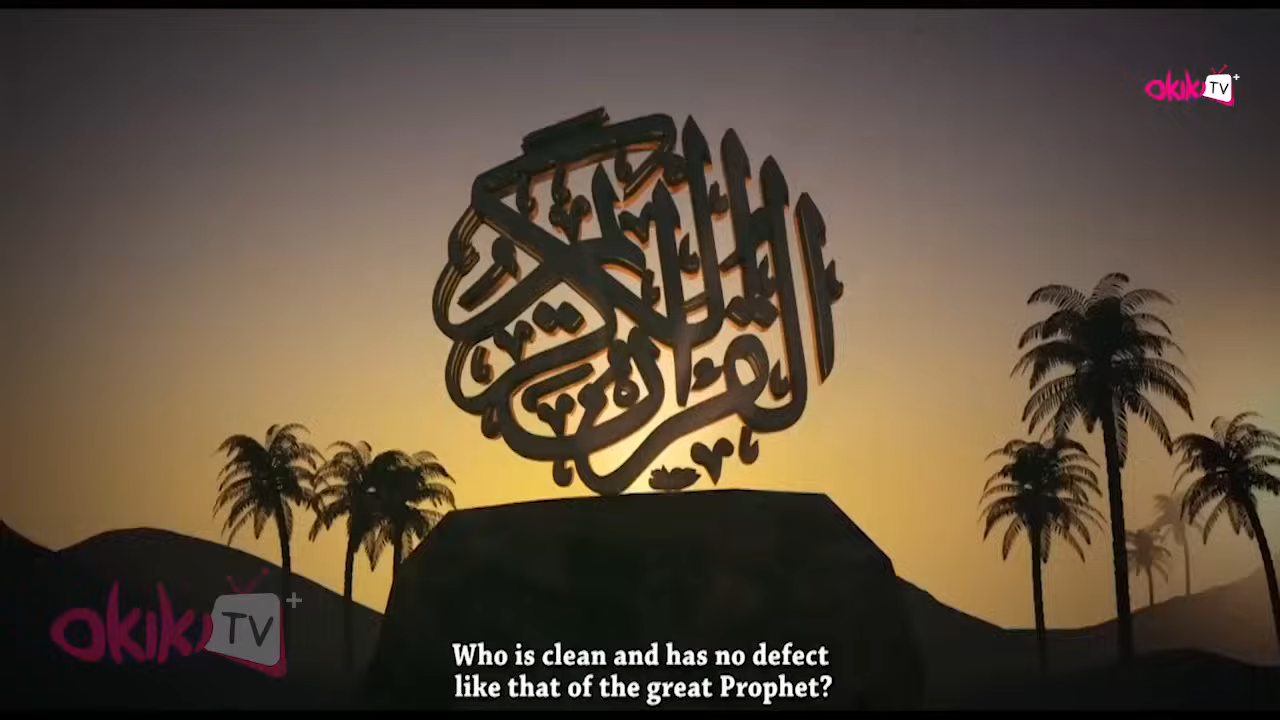 okiki TV+
القرآن الكريم
okiki TV+
Who is clean and has no defect
like that of the great Prophet?